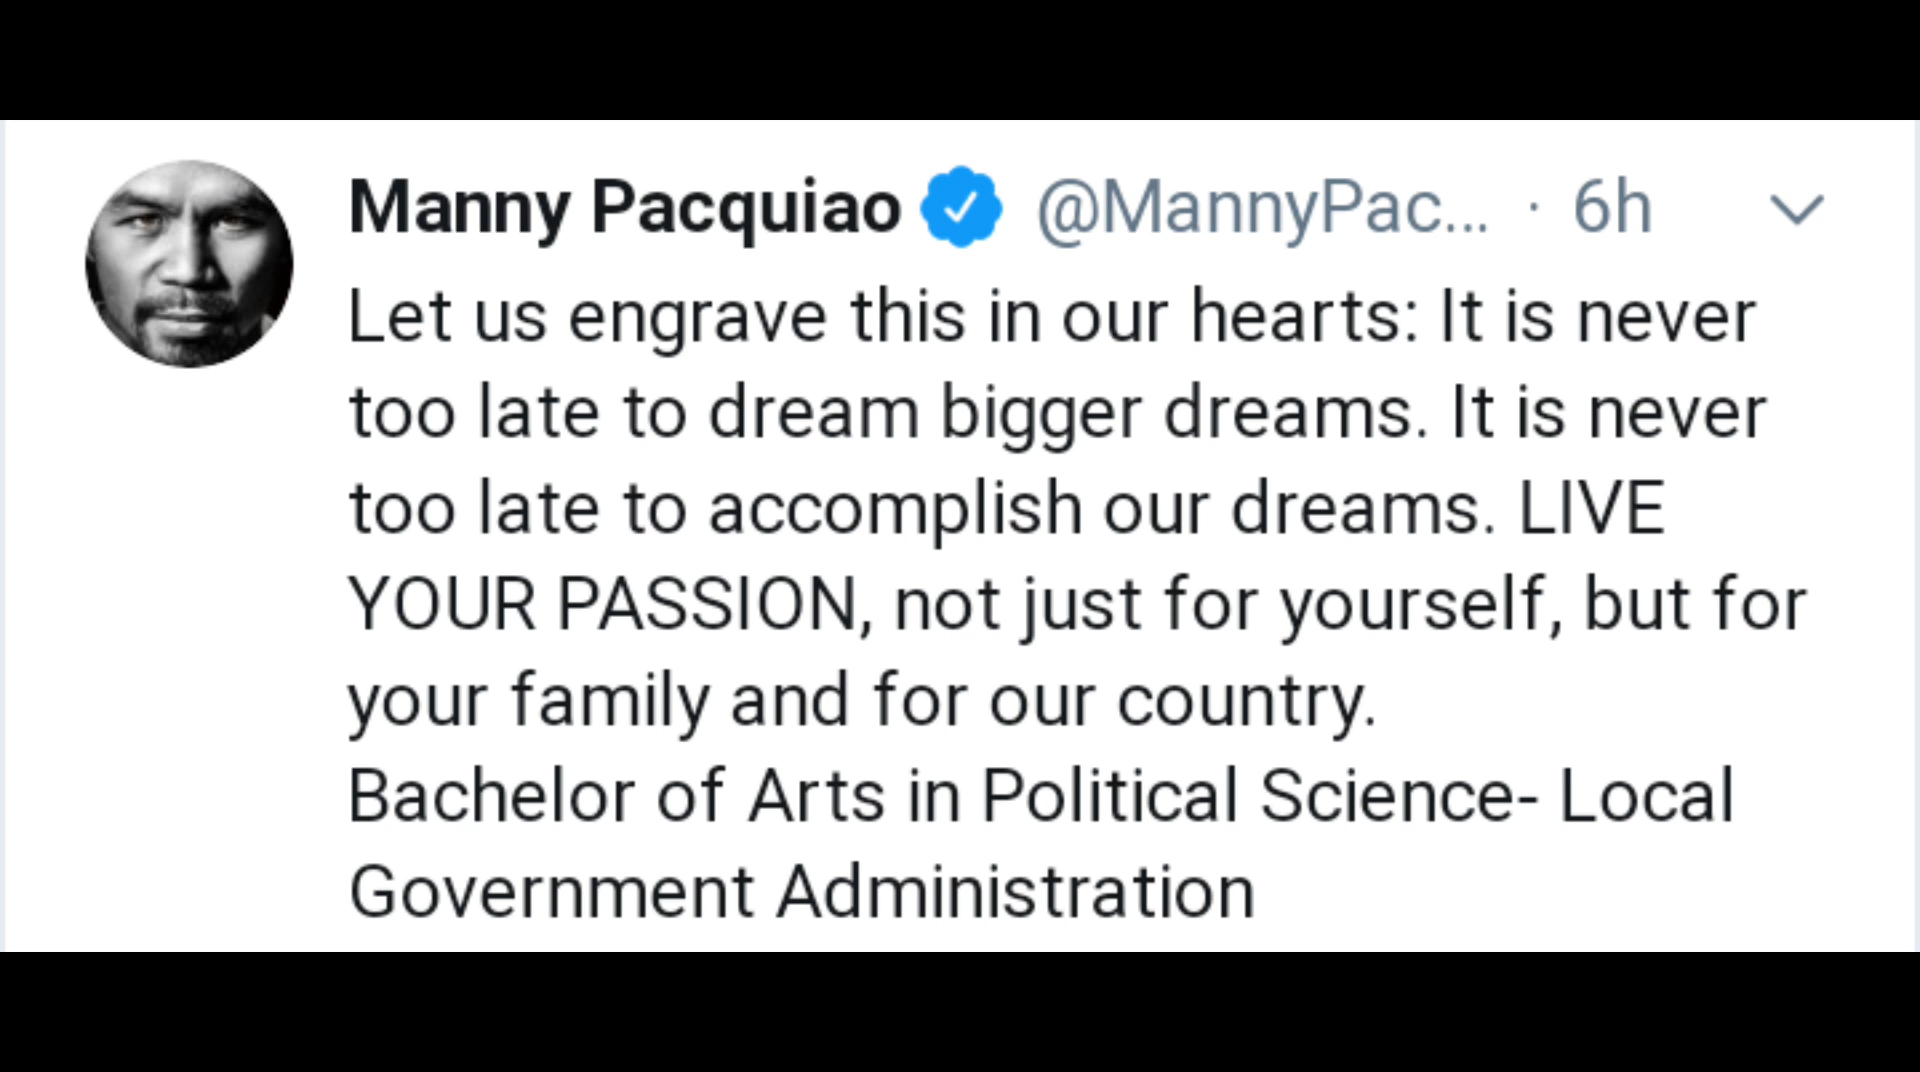 Manny Pacquiao @MannyPac... · 6h
Let us engrave this in our hearts: It is never
too late to dream bigger dreams. It is never
too late to accomplish our dreams. LIVE
YOUR PASSION, not just for yourself, but for
your family and for our country.
Bachelor of Arts in Political Science- Local
Government Administration